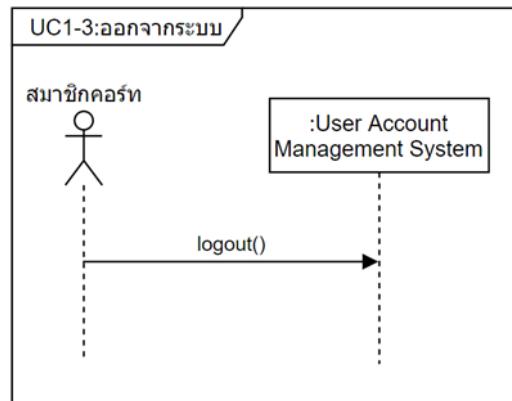 UC1-3:ออกจากระบบ
สมาชิกคอร์ท
:User Account
Management System
logout()